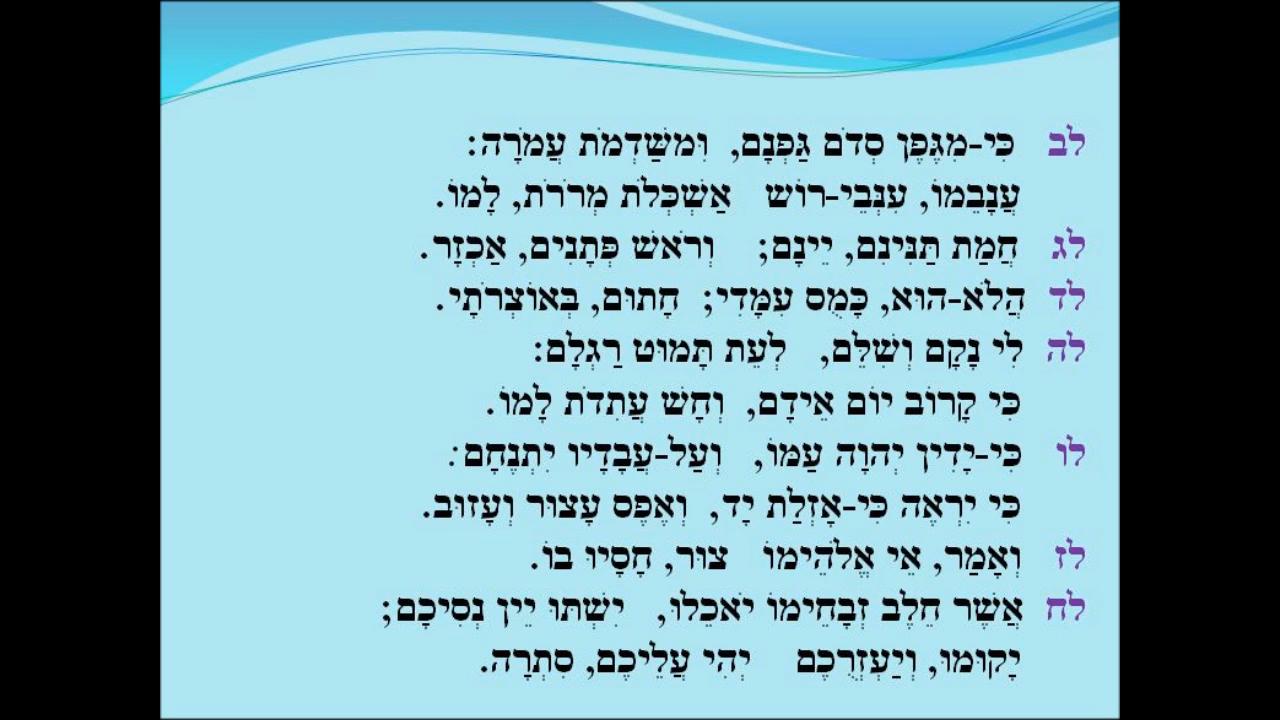 לב כִּי-מִגֶּפֶן סְדֹם גַּפְנָם, וּמִשַּׁדְמֹת עֲמֹרָה:
עֲנָבֵמוֹ, עִנְּבֵי-רוֹשׁ אַשְׁכְּלֹת מְרֹרֹת, לָמוֹ.
לג חֲמַת תַּנִּינִם, יֵינָם; וְרֹאשׁ פְּתָנִים, אַכְזָר.
לד הֲלֹא-הוּא, כָּמֻס עִמָּדִי; חָתוּם, בְּאוֹצְרֹתָי.
לה לִי נָקָם וְשִׁלֵּם, לְעֵת תָּמוּט רַגְלָם:
כִּי קָרוֹב יוֹם אֵידָם, וְחָשׁ עֲתִדֹת לָמוֹ.
לו כִּי-יָדִין יְהוָה עַמּוֹ, וְעַל-עֲבָדָיו יִתְנֶחָם:
כִּי יִרְאֶה כִּי-אָזְלַת יָד, וְאֶפֶס עָצוּר וְעָזוּב.
לז וְאָמַר, אֵי אֱלֹהֵימוֹ צוּר, חָסָיוּ בוֹ.
לח אֲשֶׁר חֵלֶב זְבָחֵימוֹ יֹאכֵלוּ, יִשְׁתּוּ יֵין נְסִיכָם;
יָקוּמוּ, וְיַעְזְרֻכֶם יְהִי עֲלֵיכֶם, סִתְרָה.